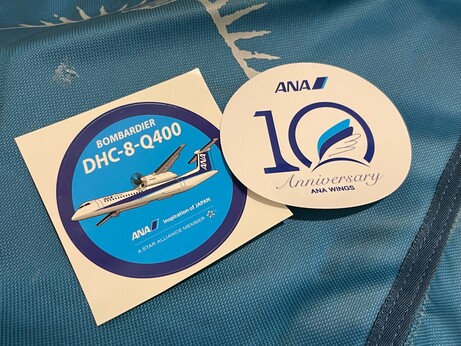 BOMBARDIER
DHC-8-Q400
ANA
ANA Inspiration of JAPAN
A STAR ALLIANCE MEMBER
ANA
10
Anniversary
ANA WINGS